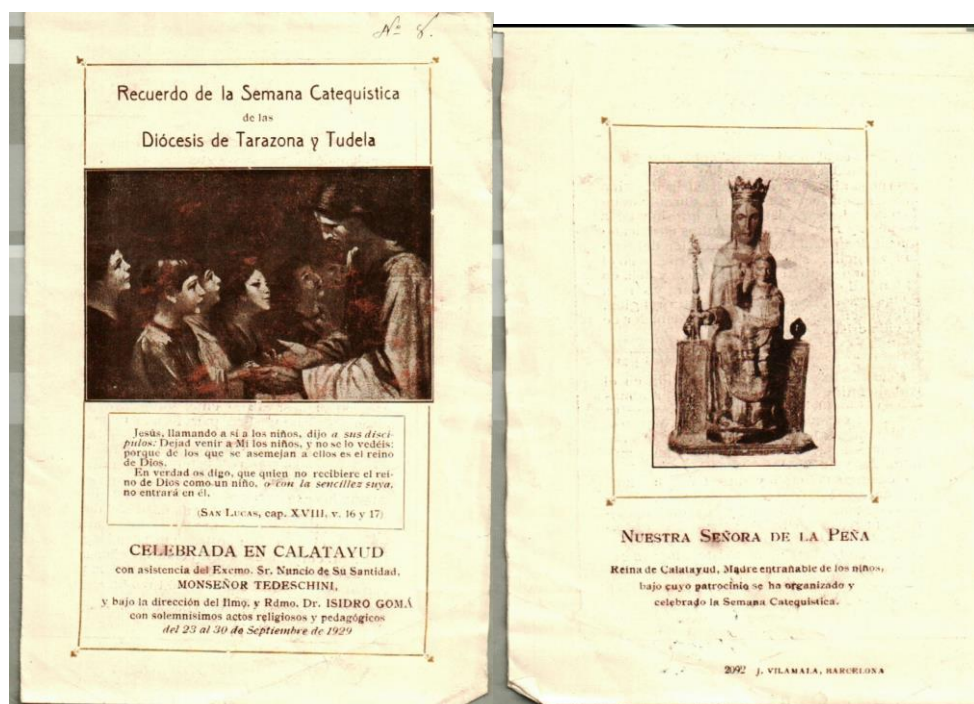 Nº 8.
Recuerdo de la Semana Catequistica
de las
Diócesis de Tarazona y Tudela
Jesús, llamando a sí a los niños, dijo a sus disci-
pulos: Dejad venir a Mí los niños, y no se lo vedéis:
porque de los que se asemejan a ellos es el reino
de Dios.
En verdad os digo, que quien no recibiere el rei-
no de Dios como un niño, o con la sencillez suya,
no entrará en él.
(SAN LUCAS, cap. XVIII, v. 16 y 17)
CELEBRADA EN CALATAYUD
con asistencia del Excmo. Sr. Nuncio de Su Santidad,
MONSEÑOR TEDESCHINI,
y bajo la dirección del Ilmo. y Rdmo. Dr. ISIDRO GOMÁ
con solemnísimos actos religiosos y pedagógicos
del 23 al 30 de Septiembre de 1929
NUESTRA SEÑORA DE LA PEÑA
Reina de Calatayud, Madre entrañable de los niños,
bajo cuyo patrocinio se ha organizado y
celebrado la Semana Catequística.
2092 J. VILAMALA, BARCELONA